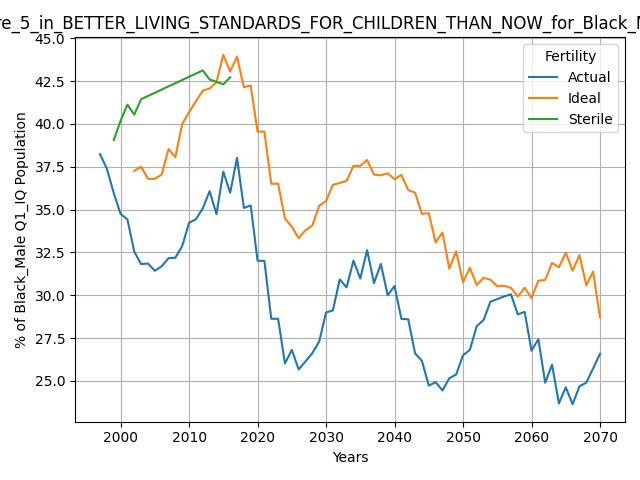 re_5_in_BETTER_LIVING_STANDARDS_FOR_CHILDREN_THAN_NOW_for_Black_M
45.0
42.5
40.0
37.5
35.0
32.5
30.0
27.5
25.0
% of Black_Male Q1_IQ Population
Fertility
Actual
Ideal
Sterile
2000 2010 2020 2030 2040 2050 2060 2070
Years